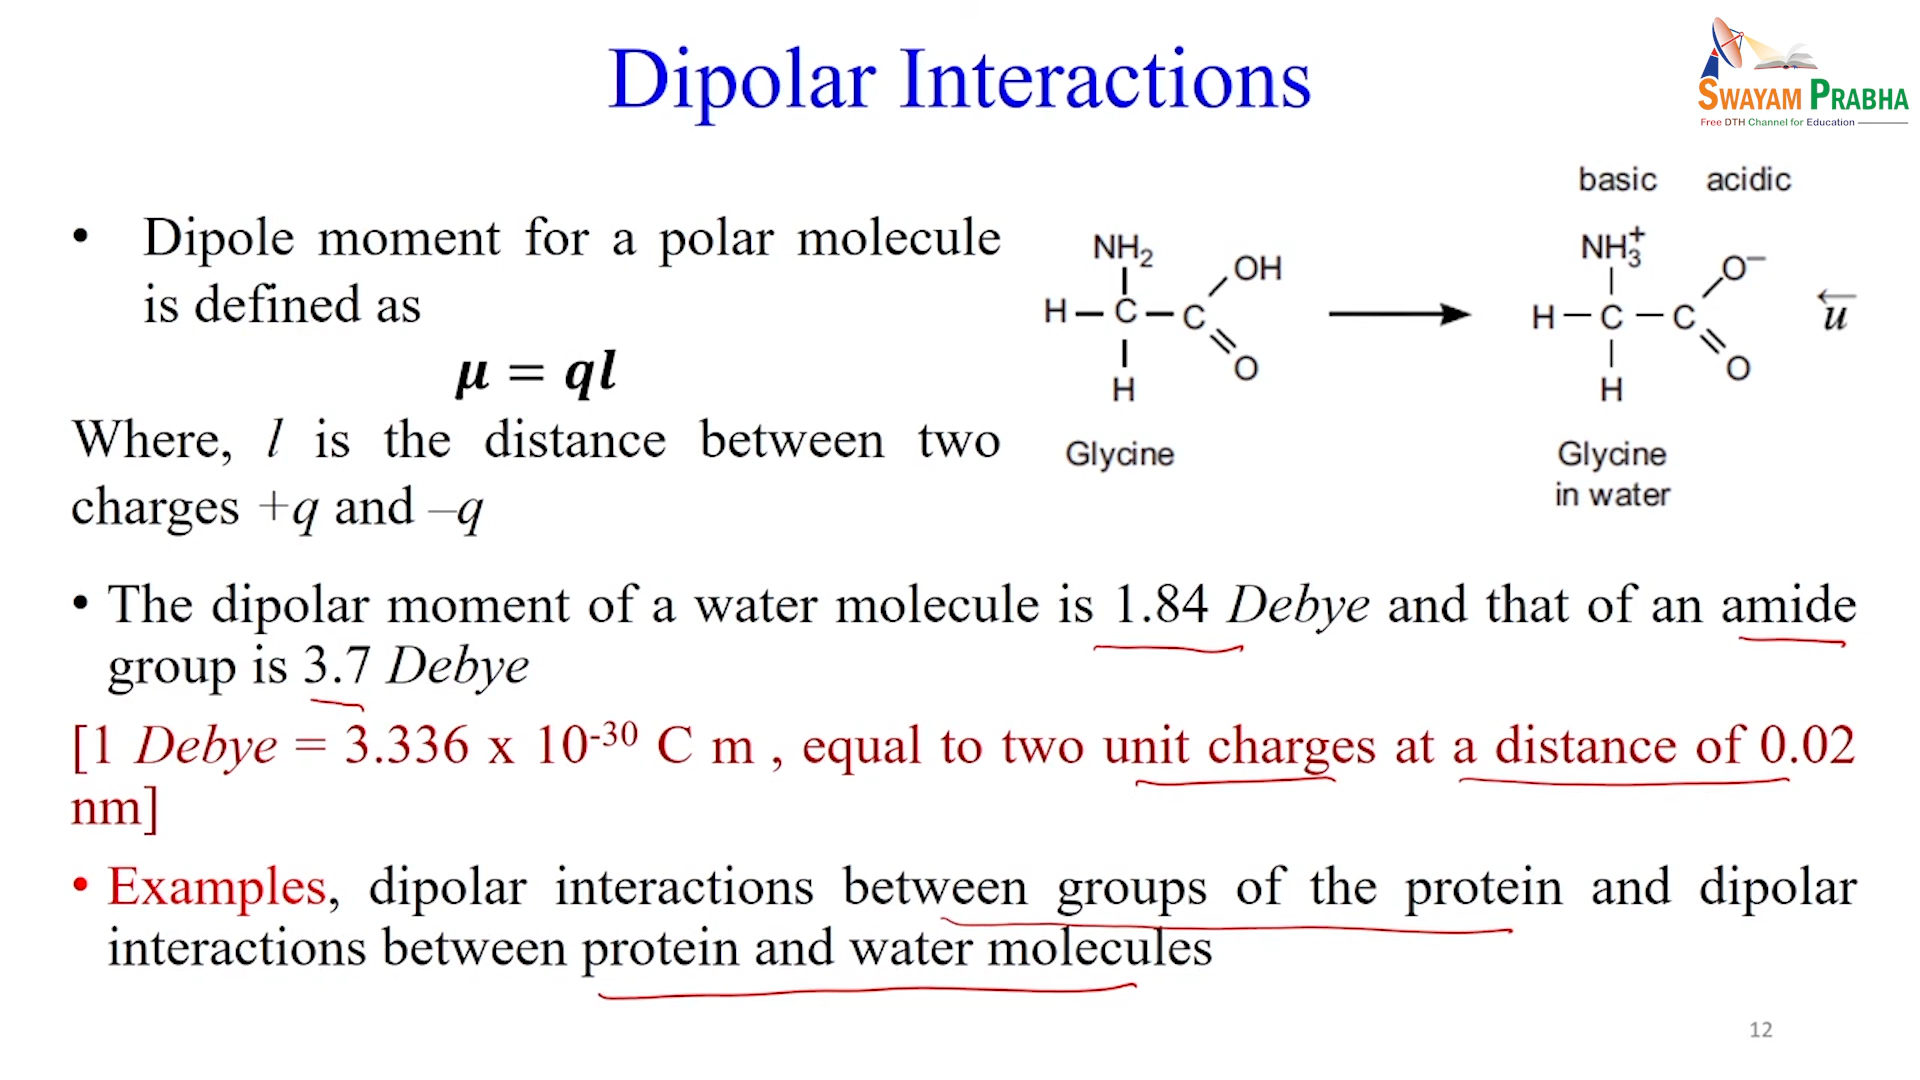 Dipolar Interactions
SWAYAM PRABHA
Free DTH Channel for Education
• Dipole moment for a polar molecule
is defined as
μ = ql
Where, l is the distance between two
charges +q and –q
NH2
OH
H – C – C
O
H
Glycine
basic acidic
NH3+
O–
H – C – C
O
H
u
Glycine
in water
• The dipolar moment of a water molecule is 1.84 Debye and that of an amide
group is 3.7 Debye
[1 Debye = 3.336 x 10-30 C m , equal to two unit charges at a distance of 0.02
nm]
• Examples, dipolar interactions between groups of the protein and dipolar
interactions between protein and water molecules
12